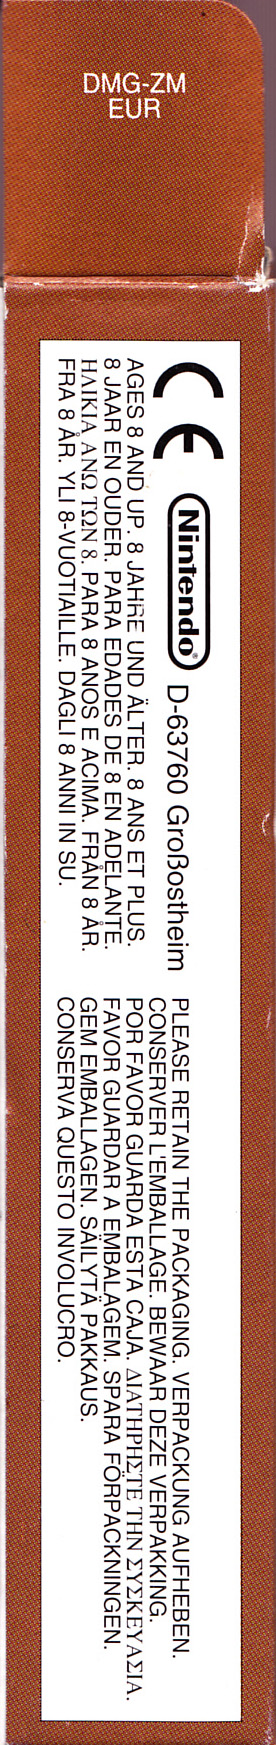 DMG-ZM
EUR
CE Nintendo® D-63760 Großostheim
AGES 8 AND UP. 8 JAHRE UND ÄLTER. 8 ANS ET PLUS.
8 JAAR EN OUDER. PARA EDADES DE 8 EN ADELANTE.
ΗΛΙΚΙΑ ΑΝΩ ΤΩΝ 8. PARA 8 ANOS E ACIMA. FRÅN 8 ÅR.
FRA 8 ÅR. YLI 8-VUOTIAILLE. DAGLI 8 ANNI IN SU.
PLEASE RETAIN THE PACKAGING. VERPACKUNG AUFHEBEN.
CONSERVER L'EMBALLAGE. BEWAAR DEZE VERPAKKING.
POR FAVOR GUARDA ESTA CAJA. ΔΙΑΤΗΡΗΣΤΕ ΤΗΝ ΣΥΣΚΕΥΑΣΙΑ.
FAVOR GUARDAR A EMBALAGEM. SPARA FÖRPACKNINGEN.
GEM EMBALLAGEN. SÄILYTÄ PAKKAUS.
CONSERVA QUESTO INVOLUCRO.